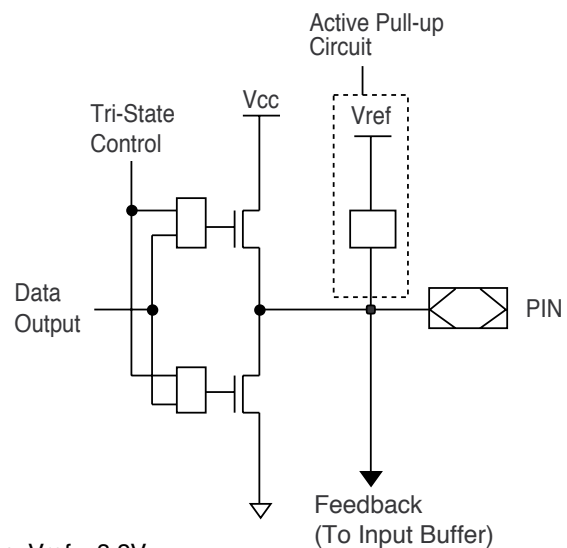 Active Pull-up
Circuit
Vcc
Vref
Tri-State
Control
Data
Output
PIN
Feedback
(To Input Buffer)